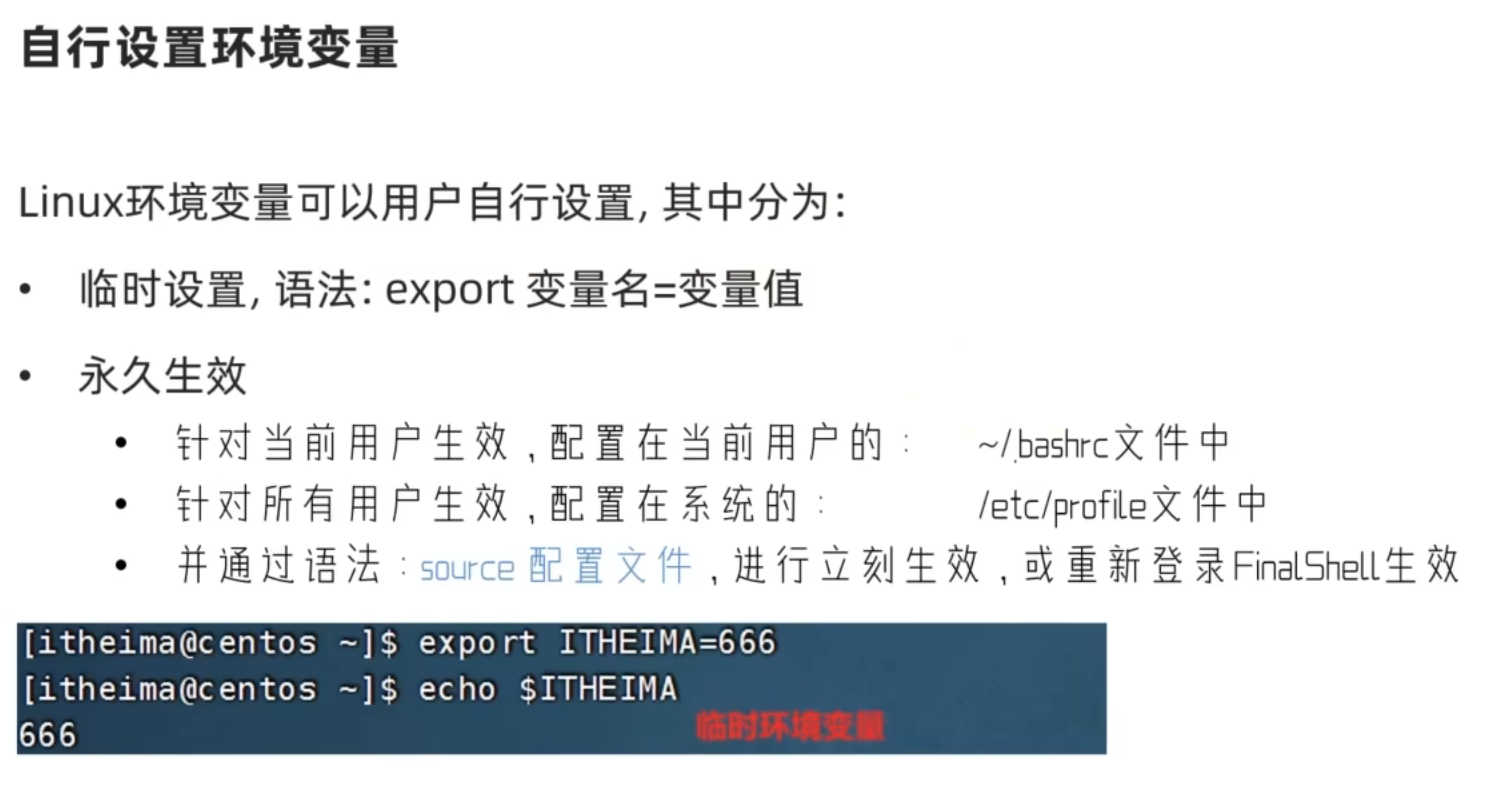 自行设置环境变量
Linux环境变量可以用户自行设置, 其中分为:
• 临时设置, 语法: export 变量名=变量值
• 永久生效
• 针对当前用户生效,配置在当前用户的: ~/.bashrc文件中
• 针对所有用户生效,配置在系统的: /etc/profile文件中
• 并通过语法:source 配置文件,进行立刻生效,或重新登录FinalShell生效
[itheima@centos ~]$ export ITHEIMA=666
[itheima@centos ~]$ echo $ITHEIMA
666
临时环境变量